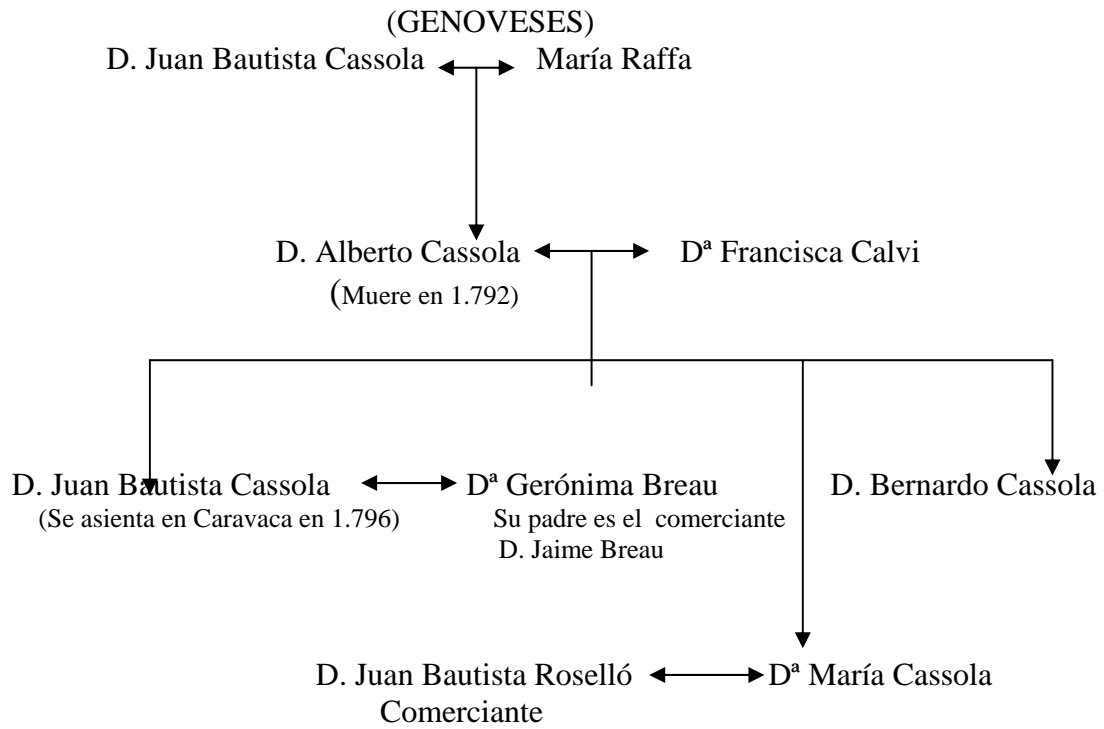 (GENOVESES)
D. Juan Bautista Cassola María Raffa
D. Alberto Cassola Dª Francisca Calvi
(Muere en 1.792)
D. Juan Bautista Cassola Dª Gerónima Breau D. Bernardo Cassola
(Se asienta en Caravaca en 1.796) Su padre es el comerciante
D. Jaime Breau
D. Juan Bautista Roselló Dª María Cassola
Comerciante